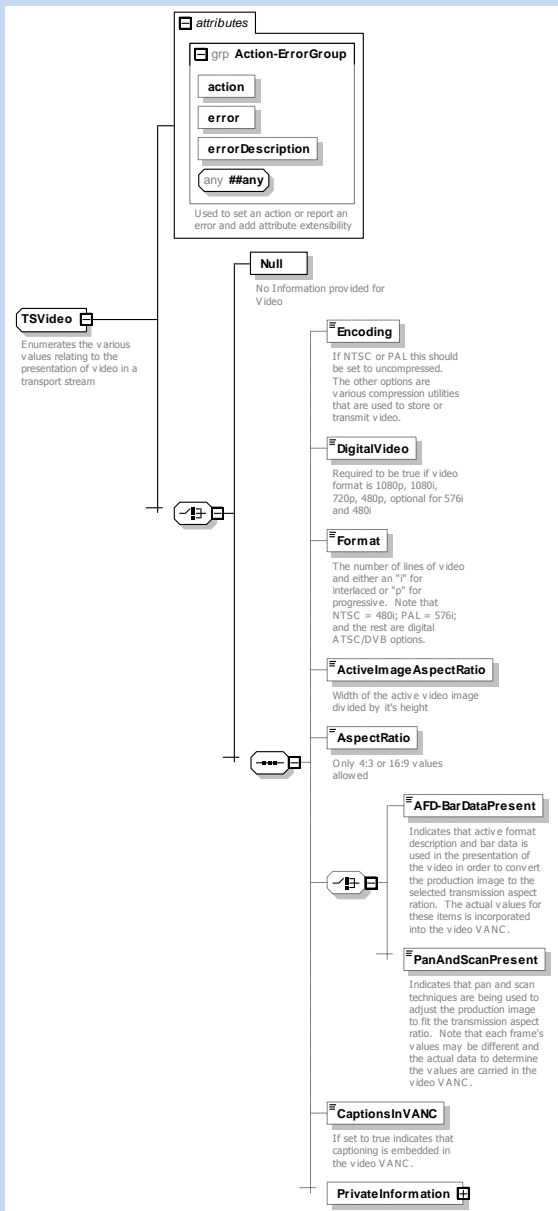 attributes
grp Action-ErrorGroup
action
error
errorDescription
any ##any
Used to set an action or report an
error and add attribute extensibility
TSVideo
Enumerates the various
values relating to the
presentation of video in a
transport stream
Null
No Information provided for
Video
Encoding
If NTSC or PAL this should
be set to uncompressed.
The other options are
various compression utilities
that are used to store or
transmit video.
DigitalVideo
Required to be true if video
format is 1080p, 1080i,
720p, 480p, optional for 576i
and 480i
Format
The number of lines of video
and either an "i" for
interlaced or "p" for
progressive. Note that
NTSC = 480i; PAL = 576i;
and the rest are digital
ATSC/DVB options.
ActiveImageAspectRatio
Width of the active video image
divided by it's height
AspectRatio
Only 4:3 or 16:9 values
allowed
AFD-BarDataPresent
Indicates that active format
description and bar data is
used in the presentation of
the video in order to convert
the production image to the
selected transmission aspect
ration. The actual values for
these items is incorporated
into the video VANC.
PanAndScanPresent
Indicates that pan and scan
techniques are being used to
adjust the production image
to fit the transmission aspect
ratio. Note that each frame's
values may be different and
the actual data to determine
the values are carried in the
video VANC.
CaptionsInVANC
If set to true indicates that
captioning is embedded in
the video VANC.
PrivateInformation